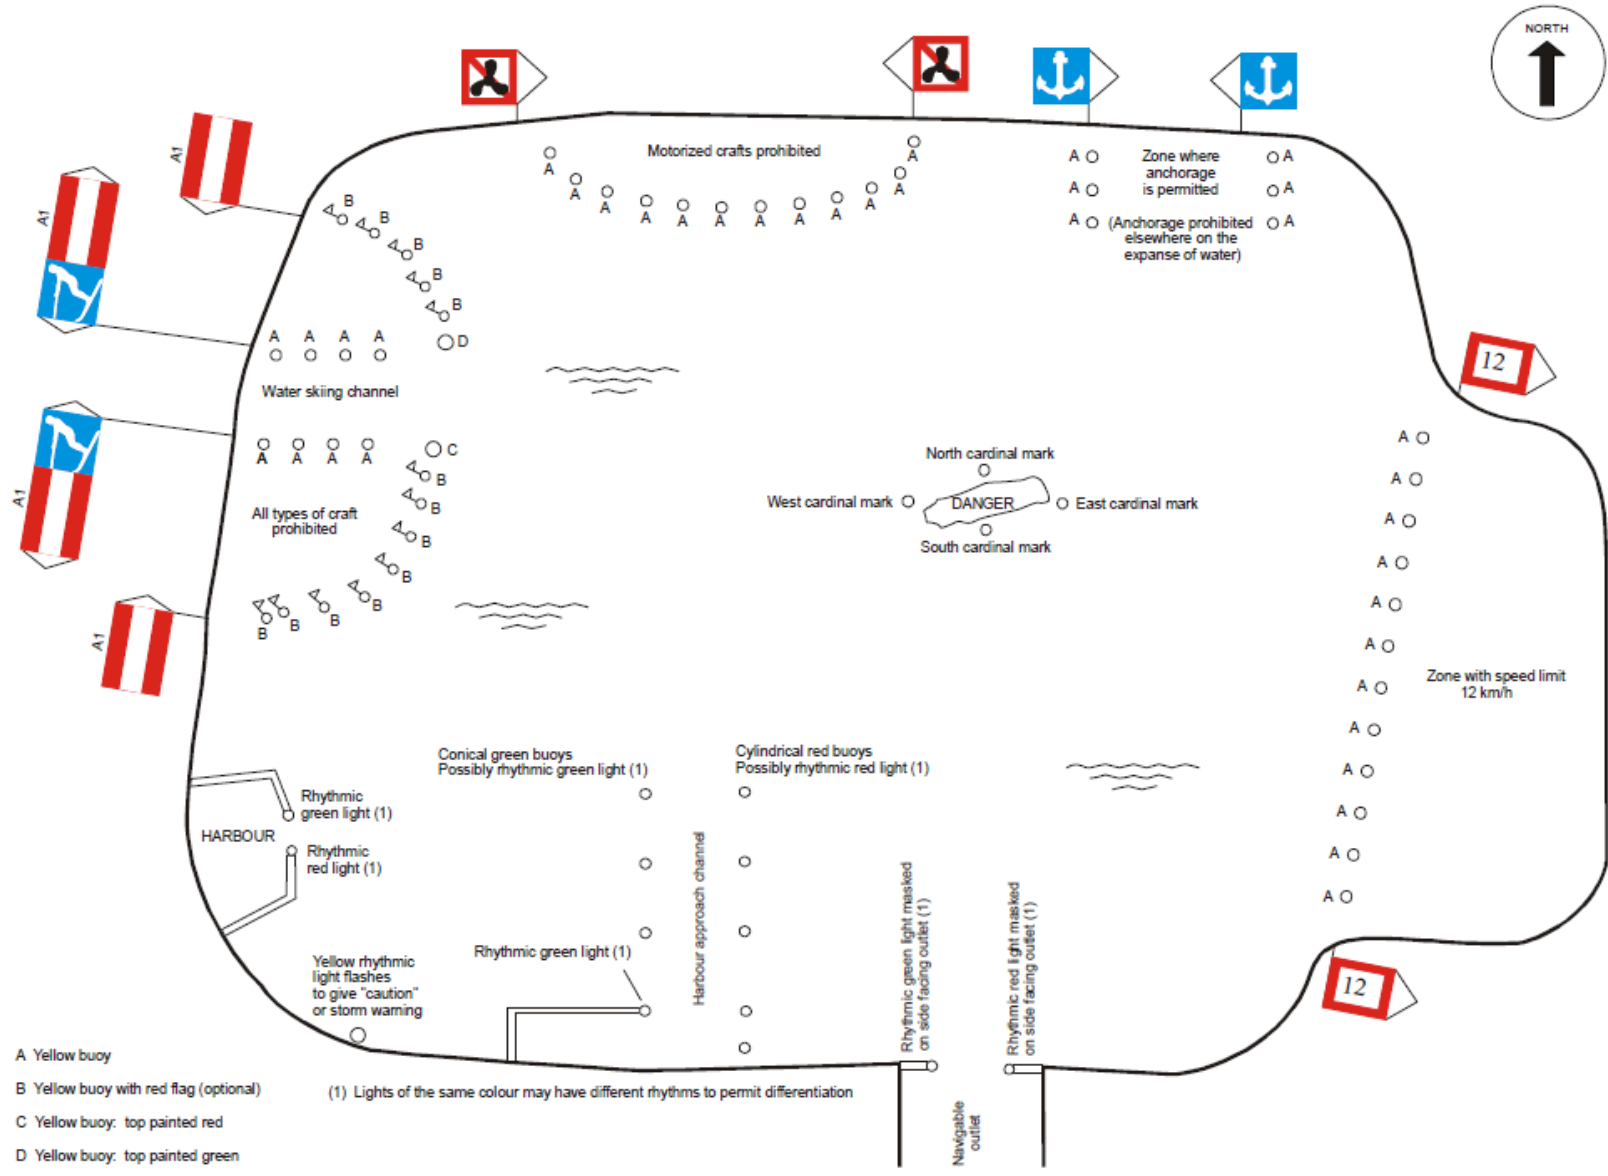 NORTH
A1
A1
A1
A1
Motorized crafts prohibited
A
A
A
A
A
A
A
A
A
A
A
A
A
A
Zone where
anchorage
is permitted
A
A
A
A
(Anchorage prohibited
elsewhere on the
expanse of water)
A
B
B
B
B
B
D
A A A A
Water skiing channel
A A A A
C
B
B
B
B
B
B
B
B
All types of craft
prohibited
12
North cardinal mark
West cardinal mark
DANGER
East cardinal mark
South cardinal mark
A
A
A
A
A
A
A
A
A
A
A
A
Zone with speed limit
12 km/h
12
Conical green buoys
Possibly rhythmic green light (1)
Cylindrical red buoys
Possibly rhythmic red light (1)
Rhythmic
green light (1)
HARBOUR
Rhythmic
red light (1)
Harbour approach channel
Rhythmic green light (1)
Rhythmic green light masked
on side facing outlet (1)
Rhythmic red light masked
on side facing outlet (1)
Yellow rhythmic
light flashes
to give "caution"
or storm warning
Navigable
outlet
A Yellow buoy
B Yellow buoy with red flag (optional)
C Yellow buoy: top painted red
D Yellow buoy: top painted green
(1) Lights of the same colour may have different rhythms to permit differentiation